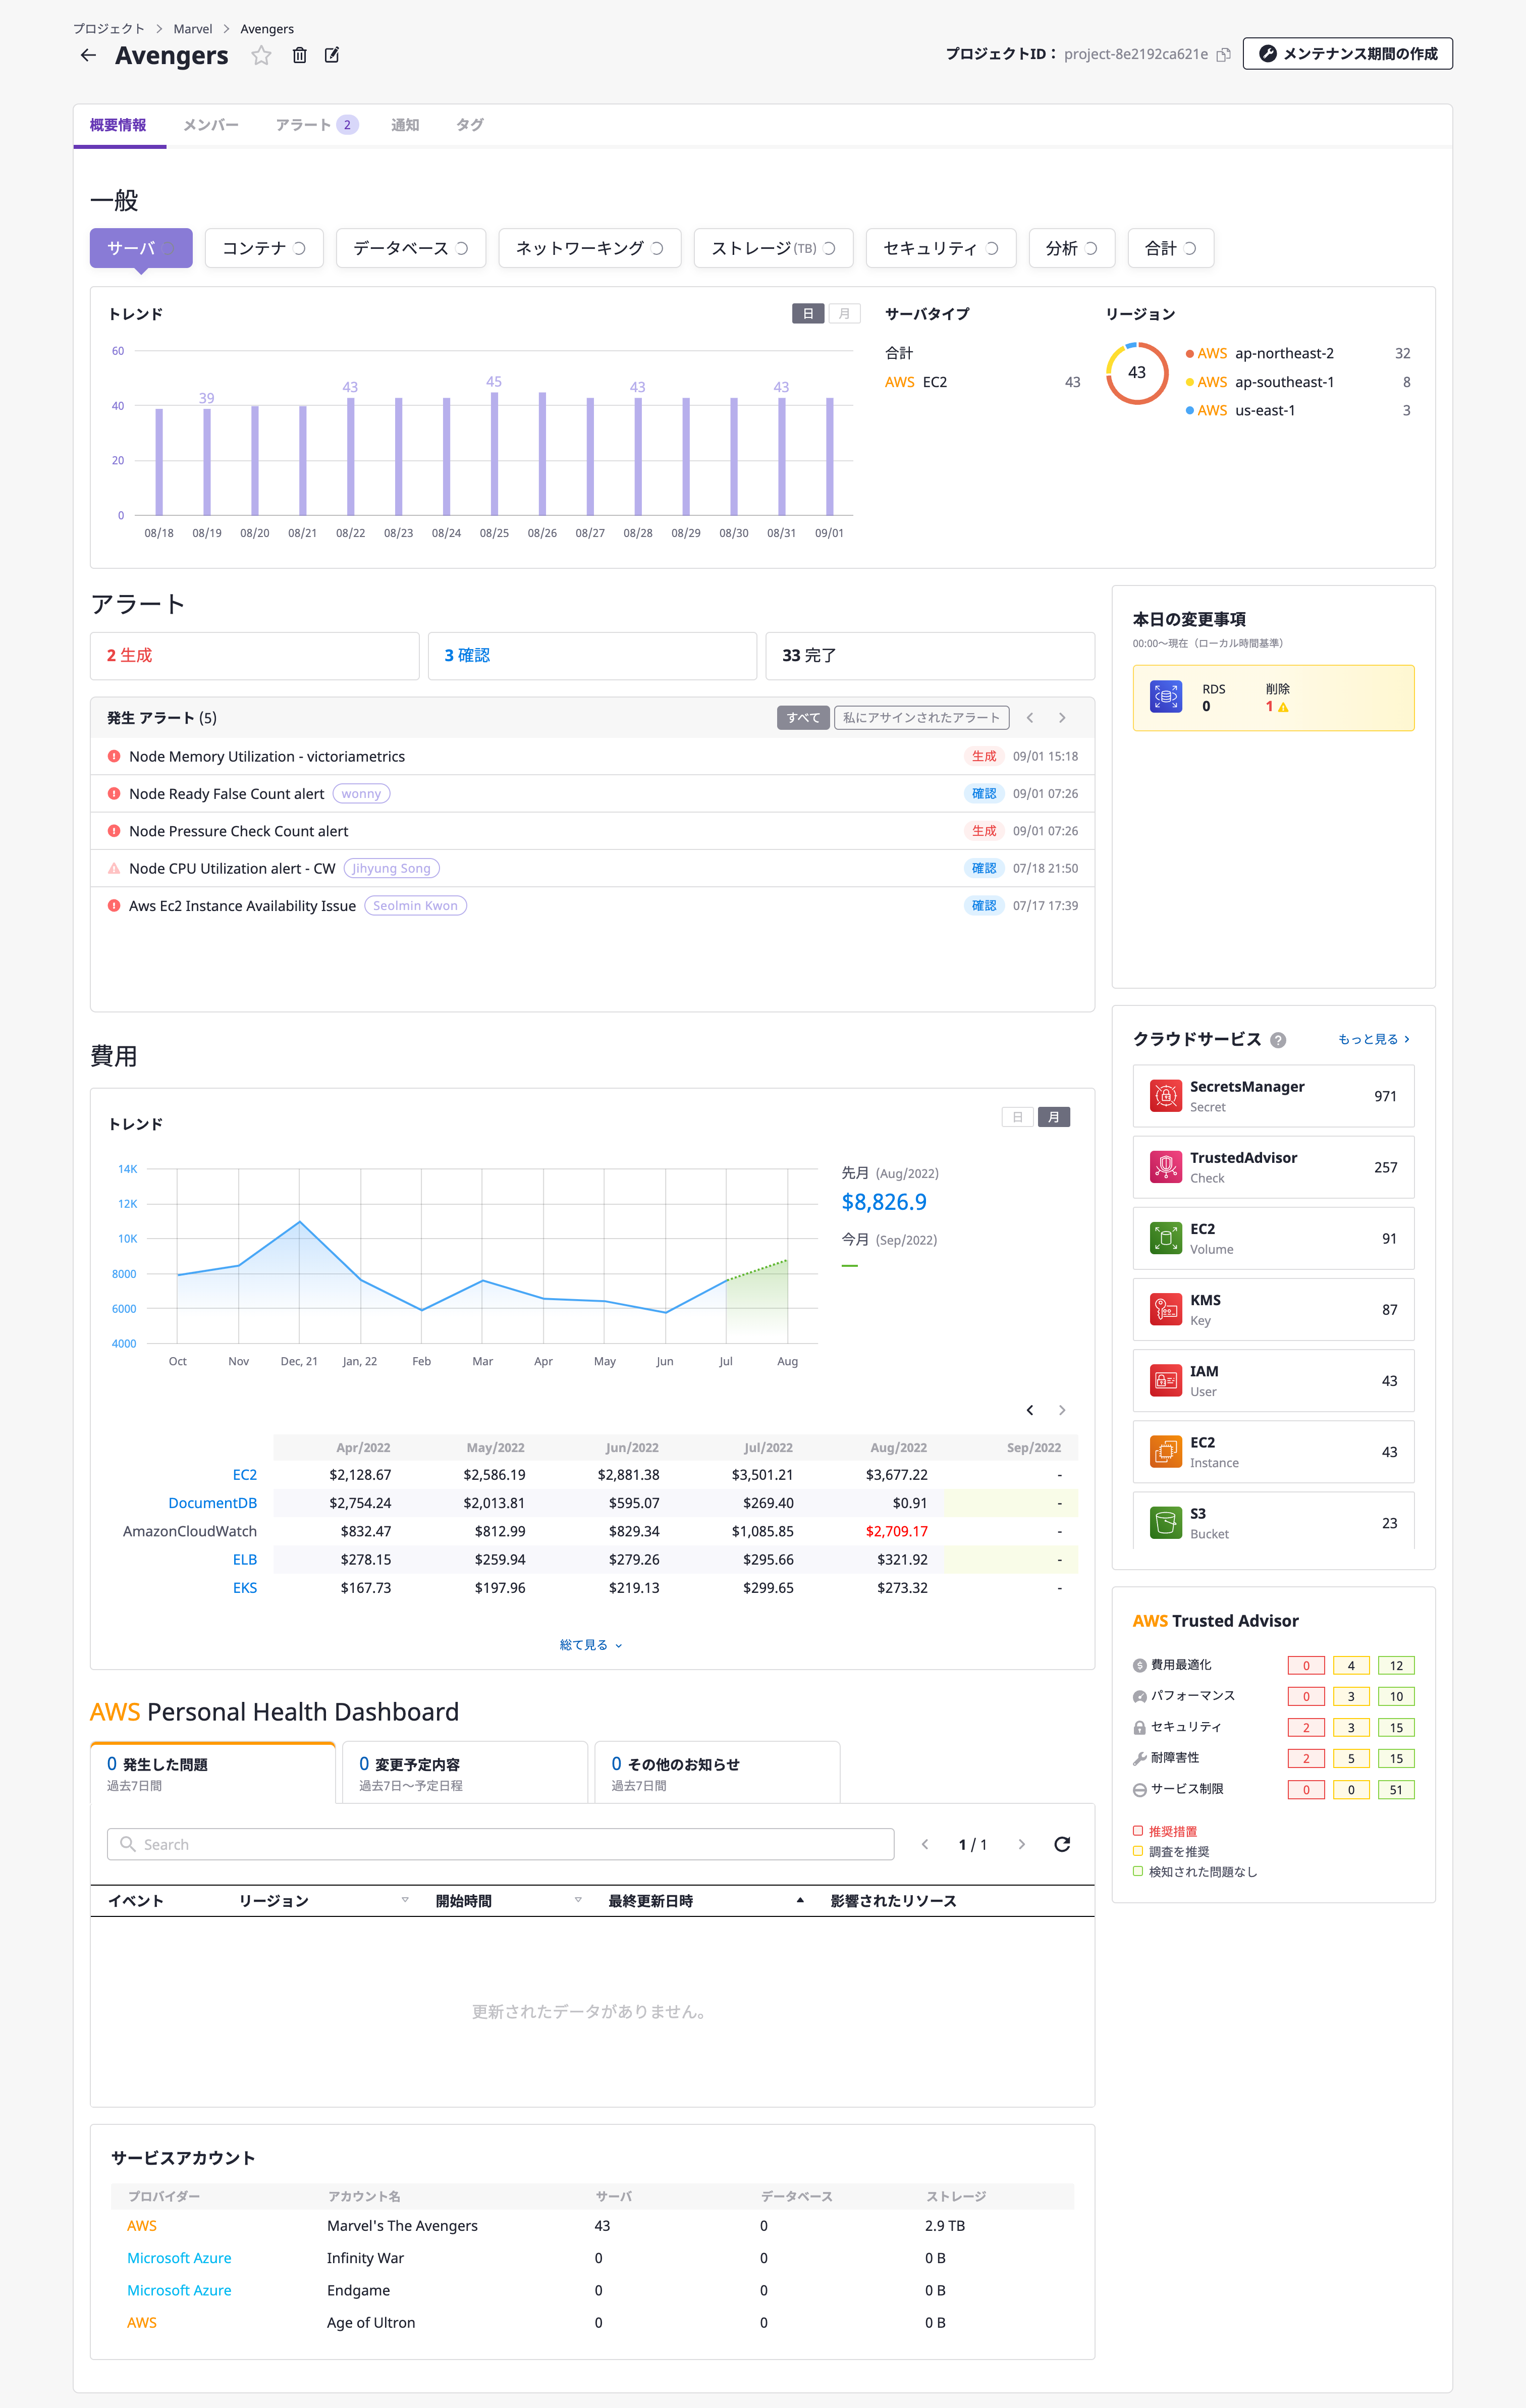 プロジェクト > Marvel > Avengers
Avengers
プロジェクトID： project-8e2192ca621e
メンテナンス期間の作成
概要情報 メンバー アラート 2 通知 タグ
一般
サーバ コンテナ データベース ネットワーキング ストレージ(TB) セキュリティ 分析 合計
トレンド
日 月
60
40
20
0
39 43 45 43 43
08/18 08/19 08/20 08/21 08/22 08/23 08/24 08/25 08/26 08/27 08/28 08/29 08/30 08/31 09/01
サーバタイプ
合計
AWS EC2 43
リージョン
43
AWS ap-northeast-2 32
AWS ap-southeast-1 8
AWS us-east-1 3
アラート
2 生成
3 確認
33 完了
発生 アラート (5)
すべて 私にアサインされたアラート
Node Memory Utilization - victoriametrics 生成 09/01 15:18
Node Ready False Count alert wonny 確認 09/01 07:26
Node Pressure Check Count alert 生成 09/01 07:26
Node CPU Utilization alert - CW Jihyung Song 確認 07/18 21:50
Aws Ec2 Instance Availability Issue Seolmin Kwon 確認 07/17 17:39
本日の変更事項
00:00〜現在（ローカル時間基準）
RDS 削除
0 1
費用
トレンド
日 月
14K
12K
10K
8000
6000
4000
Oct Nov Dec, 21 Jan, 22 Feb Mar Apr May Jun Jul Aug
先月 (Aug/2022)
$8,826.9
今月 (Sep/2022)
Apr/2022 May/2022 Jun/2022 Jul/2022 Aug/2022 Sep/2022
EC2 $2,128.67 $2,586.19 $2,881.38 $3,501.21 $3,677.22 -
DocumentDB $2,754.24 $2,013.81 $595.07 $269.40 $0.91 -
AmazonCloudWatch $832.47 $812.99 $829.34 $1,085.85 $2,709.17 -
ELB $278.15 $259.94 $279.26 $295.66 $321.92 -
EKS $167.73 $197.96 $219.13 $299.65 $273.32 -
総て見る
クラウドサービス ?
もっと見る
SecretsManager
Secret
971
TrustedAdvisor
Check
257
EC2
Volume
91
KMS
Key
87
IAM
User
43
EC2
Instance
43
S3
Bucket
23
AWS Trusted Advisor
費用最適化 0 4 12
パフォーマンス 0 3 10
セキュリティ 2 3 15
耐障害性 2 5 15
サービス制限 0 0 51
推奨措置
調査を推奨
検知された問題なし
AWS Personal Health Dashboard
0 発生した問題
過去7日間
0 変更予定内容
過去7日〜予定日程
0 その他のお知らせ
過去7日間
Search
1 / 1
イベント リージョン 開始時間 最終更新日時 影響されたリソース
更新されたデータがありません。
サービスアカウント
プロバイダー アカウント名 サーバ データベース ストレージ
AWS Marvel's The Avengers 43 0 2.9 TB
Microsoft Azure Infinity War 0 0 0 B
Microsoft Azure Endgame 0 0 0 B
AWS Age of Ultron 0 0 0 B